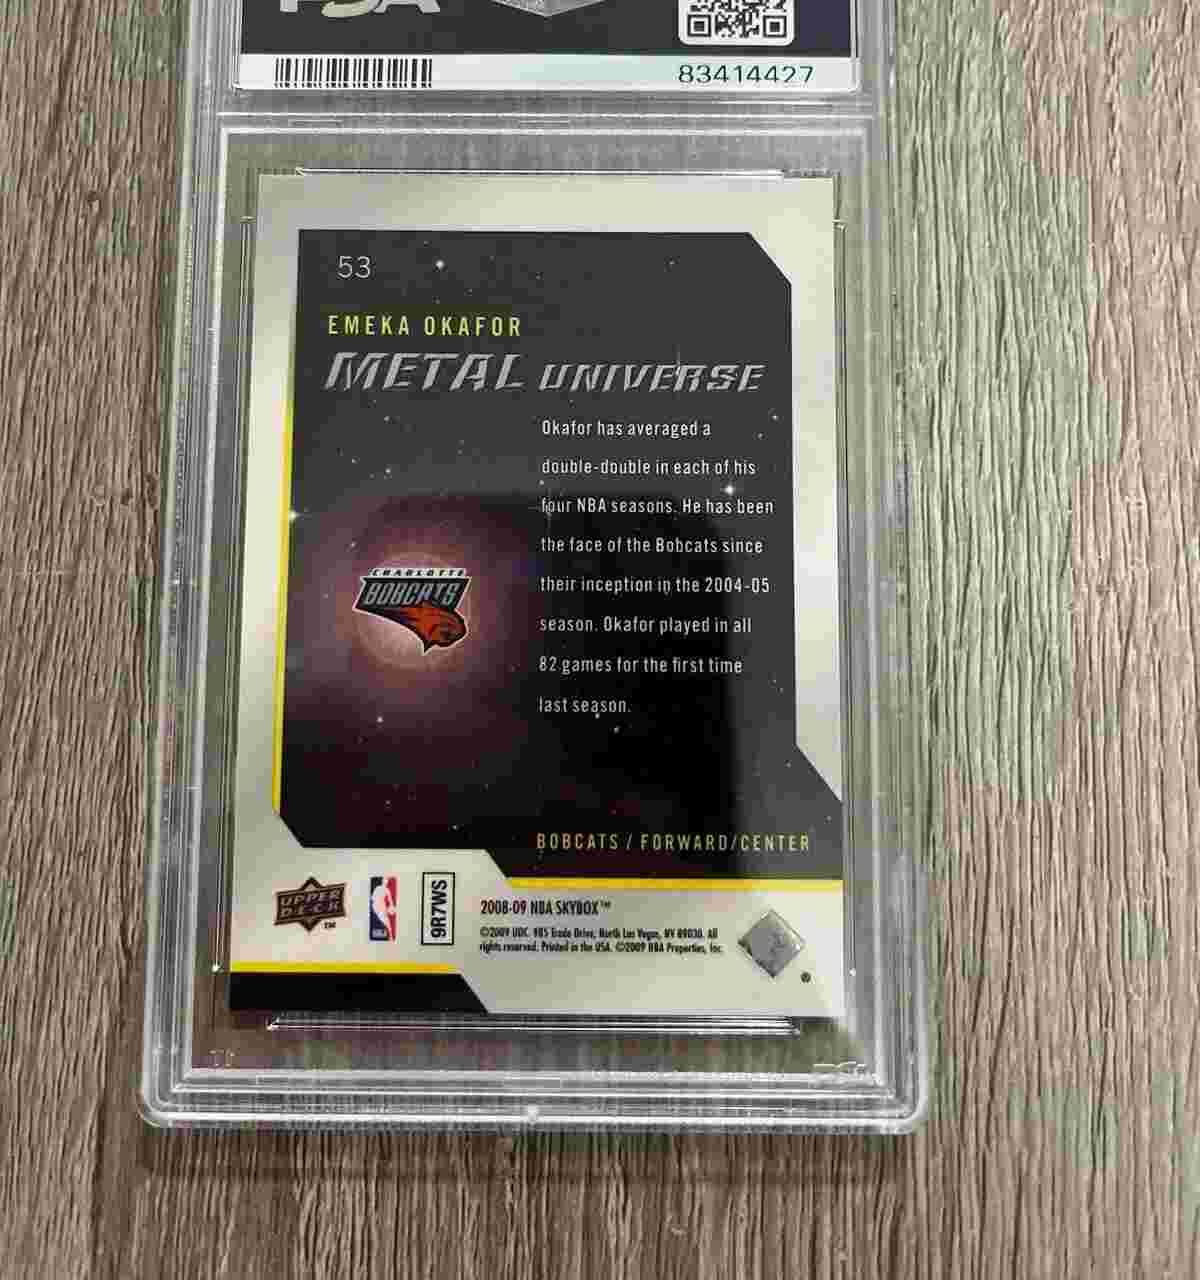 PSA
83414427
53
EMEKA OKAFOR
METAL UNIVERSE
Okafor has averaged a
double-double in each of his
four NBA seasons. He has been
the face of the Bobcats since
their inception in the 2004-05
season. Okafor played in all
82 games for the first time
last season.
CHARLOTTE
BOBCATS
BOBCATS / FORWARD/CENTER
UPPER
DECK
TM
NBA
9R7WS
2008-09 NBA SKYBOX™
©2009 UDC. 985 Trade Drive, North Las Vegas, NV 89030. All
rights reserved. Printed in the USA. ©2009 NBA Properties, Inc.
®